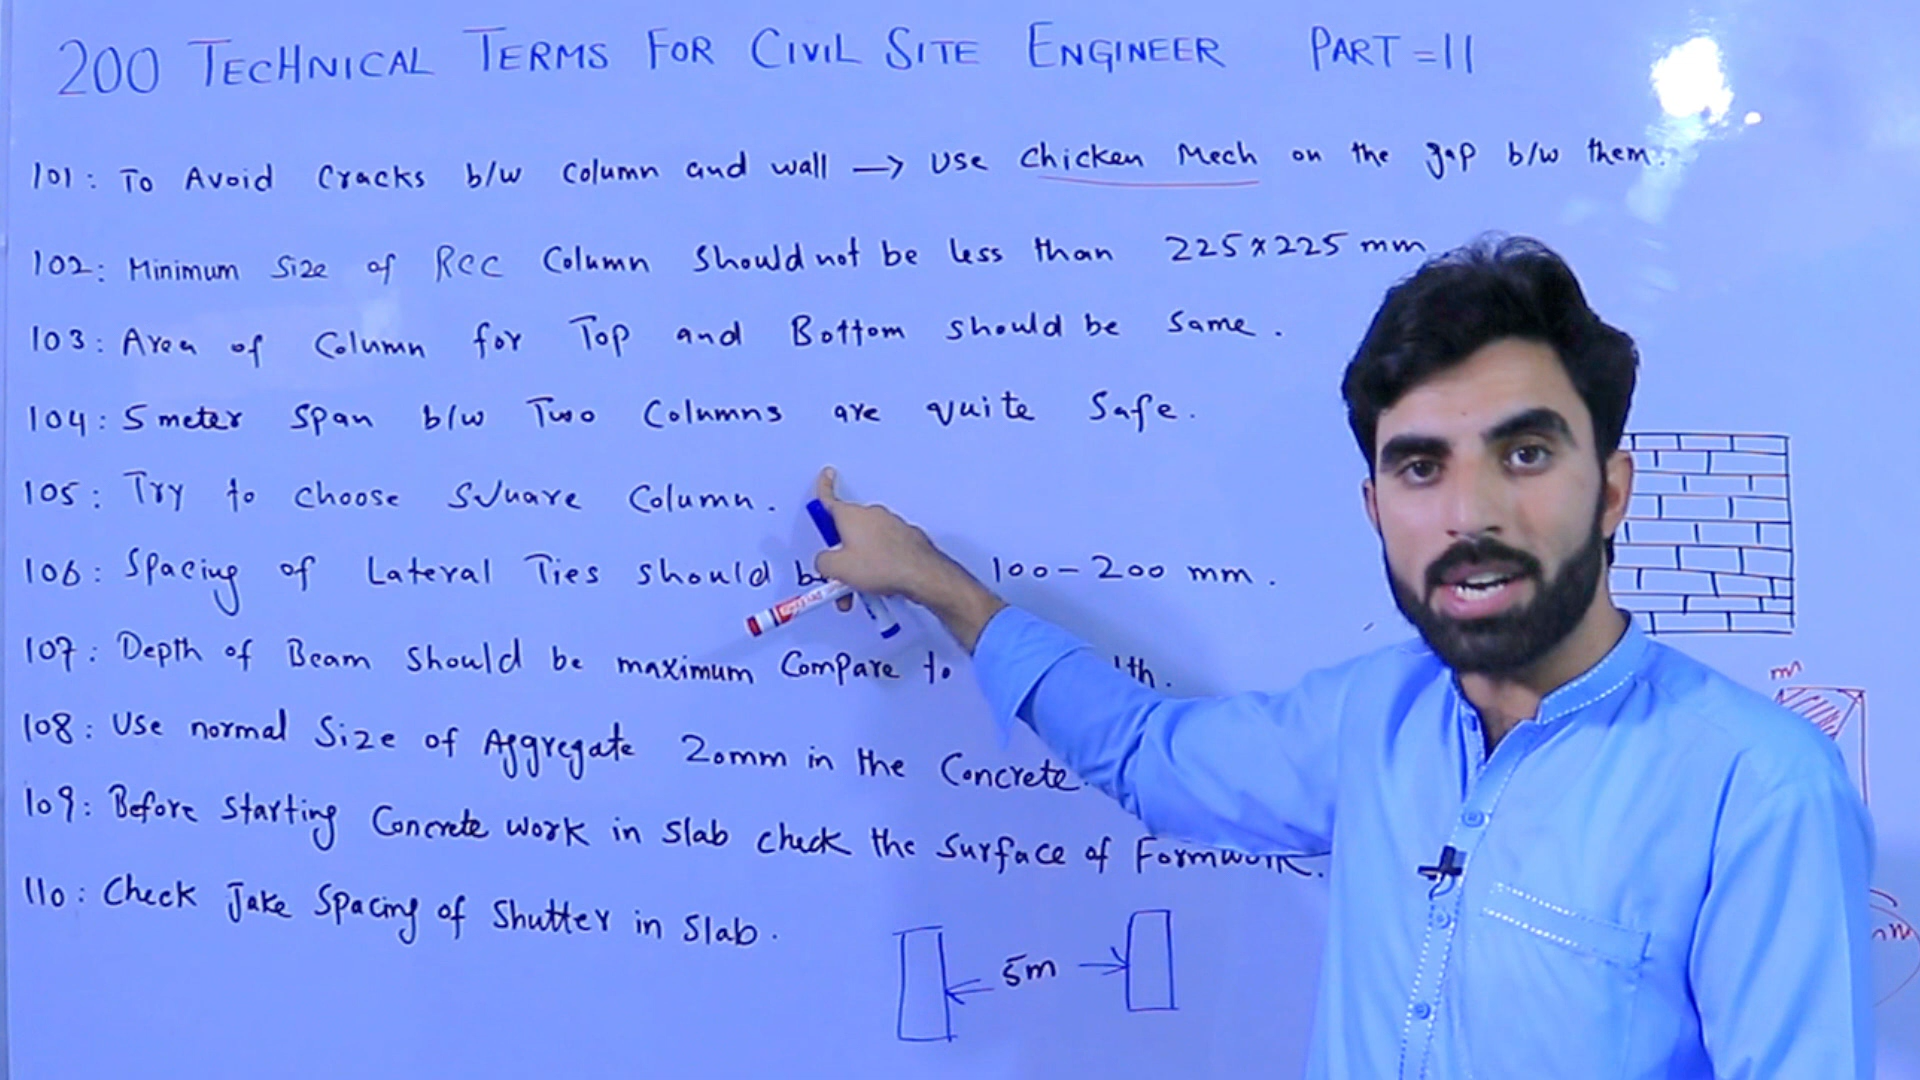 200 TECHNICAL TERMS FOR CIVIL SITE ENGINEER PART = 11
101: To Avoid Cracks b/w Column and wall → Use Chicken Mech on the gap b/w them.
102: Minimum Size of RCC Column Should not be less than 225x225 mm
103: Area of Column for Top and Bottom should be Same.
104: 5 meter Span b/w Two Columns are quite Safe.
105: Try to choose Square Column.
106: Spacing of Lateral Ties should 100-200 mm.
107: Depth of Beam should be maximum Compare to
108: Use normal Size of Aggregate 20mm in the Concrete.
109: Before Starting Concrete work in Slab check the Surface of Formwork.
110: Check Jake Spacing of Shutter in Slab.
5m